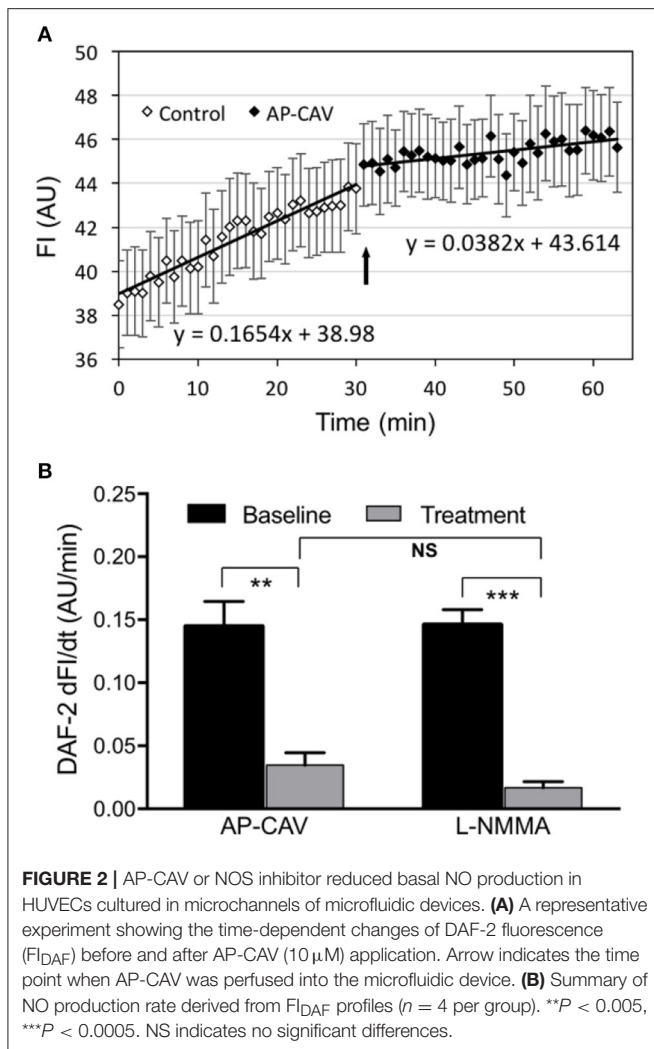 A
50
48
46
44
42
40
38
36
FI (AU)
Control
AP-CAV
y = 0.0382x + 43.614
y = 0.1654x + 38.98
0 10 20 30 40 50 60
Time (min)
B
0.25
0.20
0.15
0.10
0.05
0.00
DAF-2 dFI/dt (AU/min)
Baseline Treatment
NS
** ***
AP-CAV L-NMMA
FIGURE 2 | AP-CAV or NOS inhibitor reduced basal NO production in
HUVECs cultured in microchannels of microfluidic devices. (A) A representative
experiment showing the time-dependent changes of DAF-2 fluorescence
(FIDAF) before and after AP-CAV (10 μM) application. Arrow indicates the time
point when AP-CAV was perfused into the microfluidic device. (B) Summary of
NO production rate derived from FIDAF profiles (n = 4 per group). **P < 0.005,
***P < 0.0005. NS indicates no significant differences.